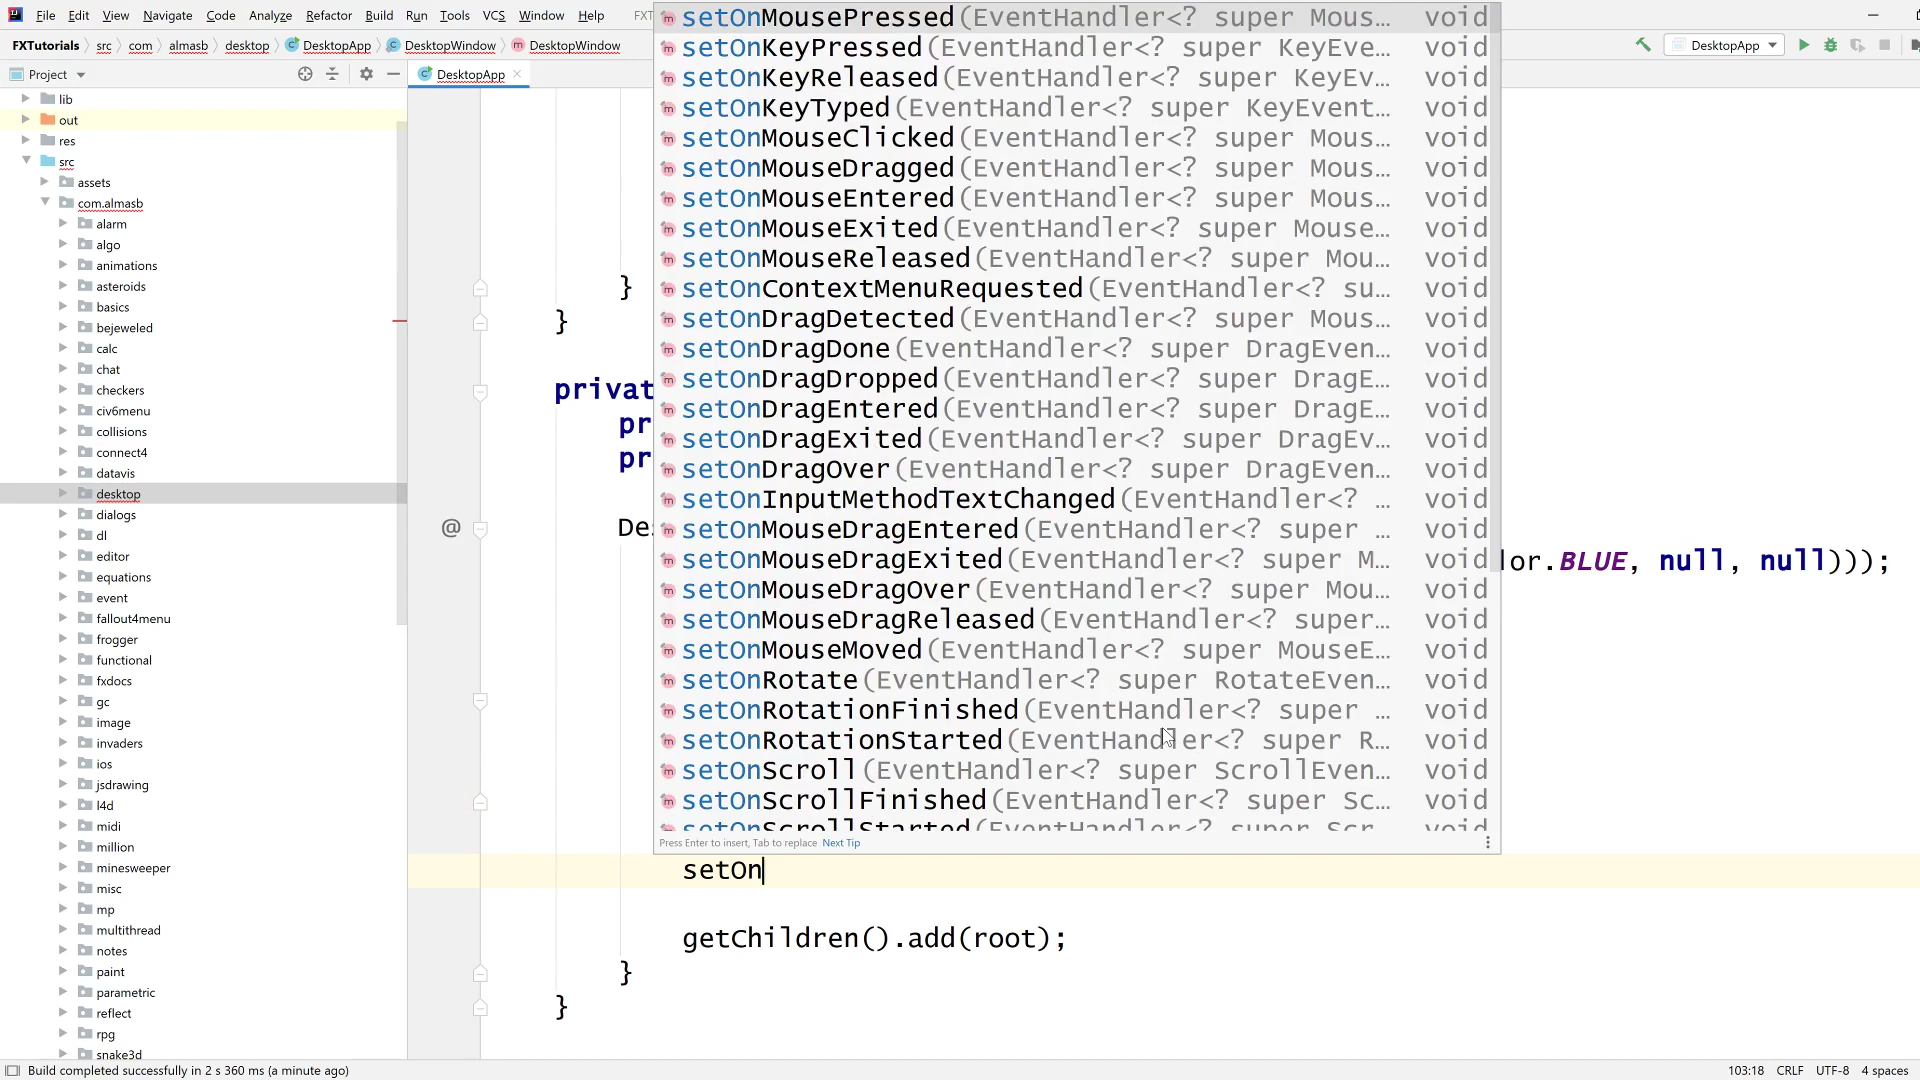 File Edit View Navigate Code Analyze Refactor Build Run Tools VCS Window Help FXT
FXTutorials src com almasb desktop DesktopApp DesktopWindow DesktopWindow DesktopApp
Project DesktopApp
lib
out
res
src
assets
com.almasb
alarm
algo
animations
asteroids
basics
bejeweled
calc
chat
checkers
civ6menu
collisions
connect4
datavis
desktop
dialogs
dl
editor
equations
event
fallout4menu
frogger
functional
fxdocs
gc
image
invaders
ios
jsdrawing
l4d
midi
million
minesweeper
misc
mp
multithread
notes
paint
parametric
reflect
rpg
snake3d
setOnMousePressed(EventHandler<? super Mous… void
setOnKeyPressed(EventHandler<? super KeyEve… void
setOnKeyReleased(EventHandler<? super KeyEv… void
setOnKeyTyped(EventHandler<? super KeyEvent… void
setOnMouseClicked(EventHandler<? super Mous… void
setOnMouseDragged(EventHandler<? super Mous… void
setOnMouseEntered(EventHandler<? super Mous… void
setOnMouseExited(EventHandler<? super Mouse… void
setOnMouseReleased(EventHandler<? super Mou… void
setOnContextMenuRequested(EventHandler<? su… void
setOnDragDetected(EventHandler<? super Mous… void
setOnDragDone(EventHandler<? super DragEven… void
setOnDragDropped(EventHandler<? super DragE… void
setOnDragEntered(EventHandler<? super DragE… void
setOnDragExited(EventHandler<? super DragEv… void
setOnDragOver(EventHandler<? super DragEven… void
setOnInputMethodTextChanged(EventHandler<? … void
setOnMouseDragEntered(EventHandler<? super … void
setOnMouseDragExited(EventHandler<? super M… void
setOnMouseDragOver(EventHandler<? super Mou… void
setOnMouseDragReleased(EventHandler<? super… void
setOnMouseMoved(EventHandler<? super MouseE… void
setOnRotate(EventHandler<? super RotateEven… void
setOnRotationFinished(EventHandler<? super … void
setOnRotationStarted(EventHandler<? super R… void
setOnScroll(EventHandler<? super ScrollEven… void
setOnScrollFinished(EventHandler<? super Sc… void
setOnScrollStarted(EventHandler<? super Scr… void
Press Enter to insert, Tab to replace Next Tip
}
}
privat
pr
pr
@ Des
lor.BLUE, null, null)));
setOn
getChildren().add(root);
}
}
Build completed successfully in 2 s 360 ms (a minute ago) 103:18 CRLF UTF-8 4 spaces